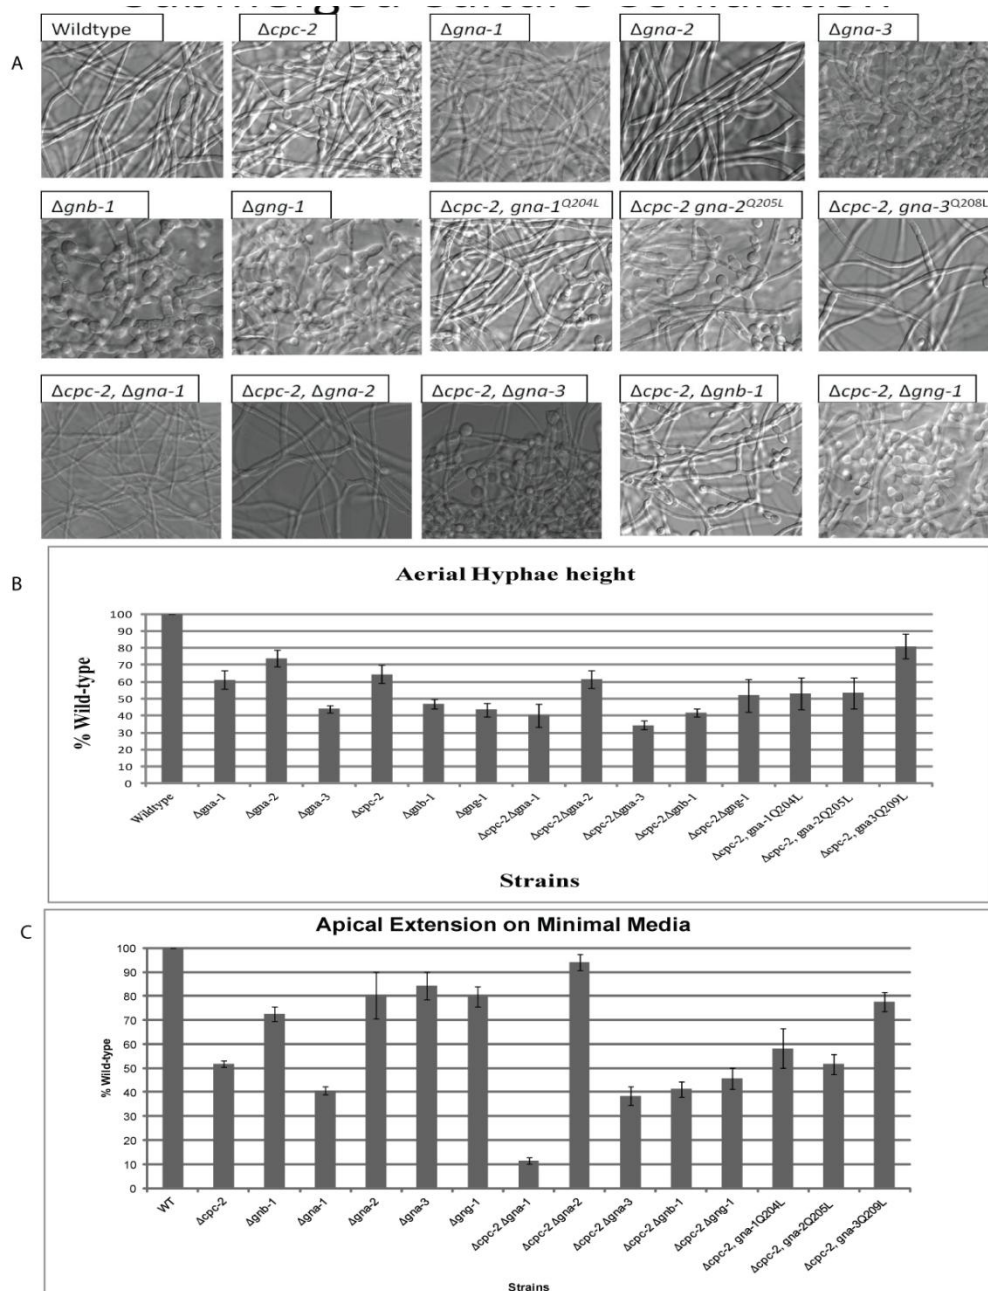 Wildtype
Δcpc-2
Δgna-1
Δgna-2
Δgna-3
A
Δgnb-1
Δgng-1
Δcpc-2, gna-1Q204L
Δcpc-2 gna-2Q205L
Δcpc-2, gna-3Q208L
Δcpc-2, Δgna-1
Δcpc-2, Δgna-2
Δcpc-2, Δgna-3
Δcpc-2, Δgnb-1
Δcpc-2, Δgng-1
B
Aerial Hyphae height
% Wild-type
100
90
80
70
60
50
40
30
20
10
0
Wildtype
Δgna-1
Δgna-2
Δgna-3
Δcpc-2
Δgnb-1
Δgng-1
Δcpc-2Δgna-1
Δcpc-2Δgna-2
Δcpc-2Δgna-3
Δcpc-2Δgnb-1
Δcpc-2Δgng-1
Δcpc-2, gna-1Q204L
Δcpc-2, gna-2Q205L
Δcpc-2, gna3Q209L
Strains
C
Apical Extension on Minimal Media
% Wild-type
100
90
80
70
60
50
40
30
20
10
0
WT
Δcpc-2
Δgnb-1
Δgna-1
Δgna-2
Δgna-3
Δgng-1
Δcpc-2 Δgna-1
Δcpc-2 Δgna-2
Δcpc-2 Δgna-3
Δcpc-2 Δgnb-1
Δcpc-2 Δgng-1
Δcpc-2, gna-1Q204L
Δcpc-2, gna-2Q205L
Δcpc-2, gna-3Q209L
Strains